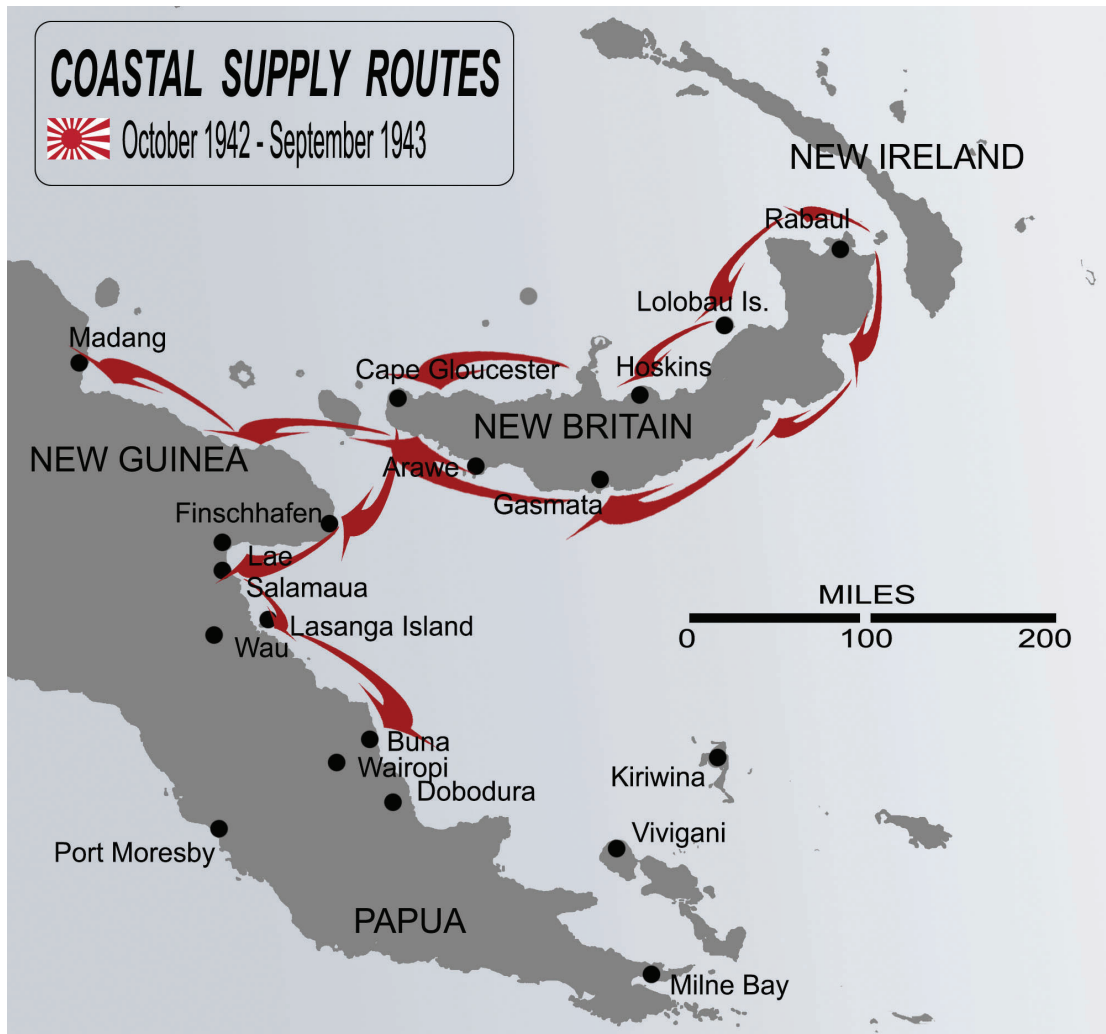 COASTAL SUPPLY ROUTES
October 1942 - September 1943
NEW IRELAND
Rabaul
Lolobau Is.
Madang
Cape Gloucester
Hoskins
NEW BRITAIN
NEW GUINEA
Arawe
Gasmata
Finschhafen
Lae
Salamaua
MILES
0 100 200
Lasanga Island
Wau
Buna
Wairopi
Kiriwina
Dobodura
Vivigani
Port Moresby
PAPUA
Milne Bay